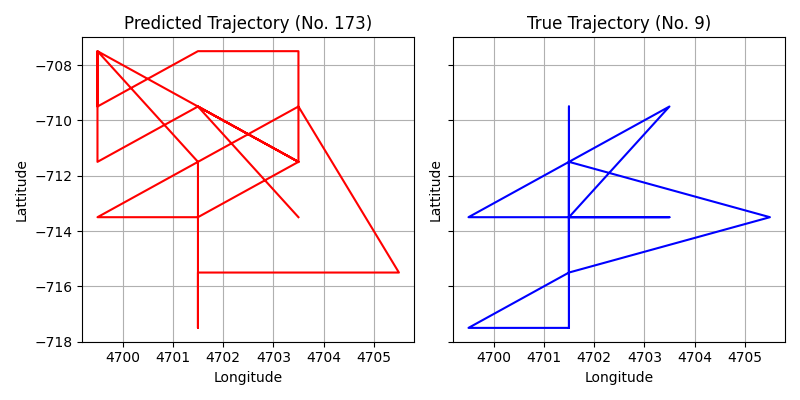 Predicted Trajectory (No. 173)
True Trajectory (No. 9)
Lattitude
−708
−710
−712
−714
−716
−718
4700 4701 4702 4703 4704 4705
Longitude
Lattitude
4700 4701 4702 4703 4704 4705
Longitude